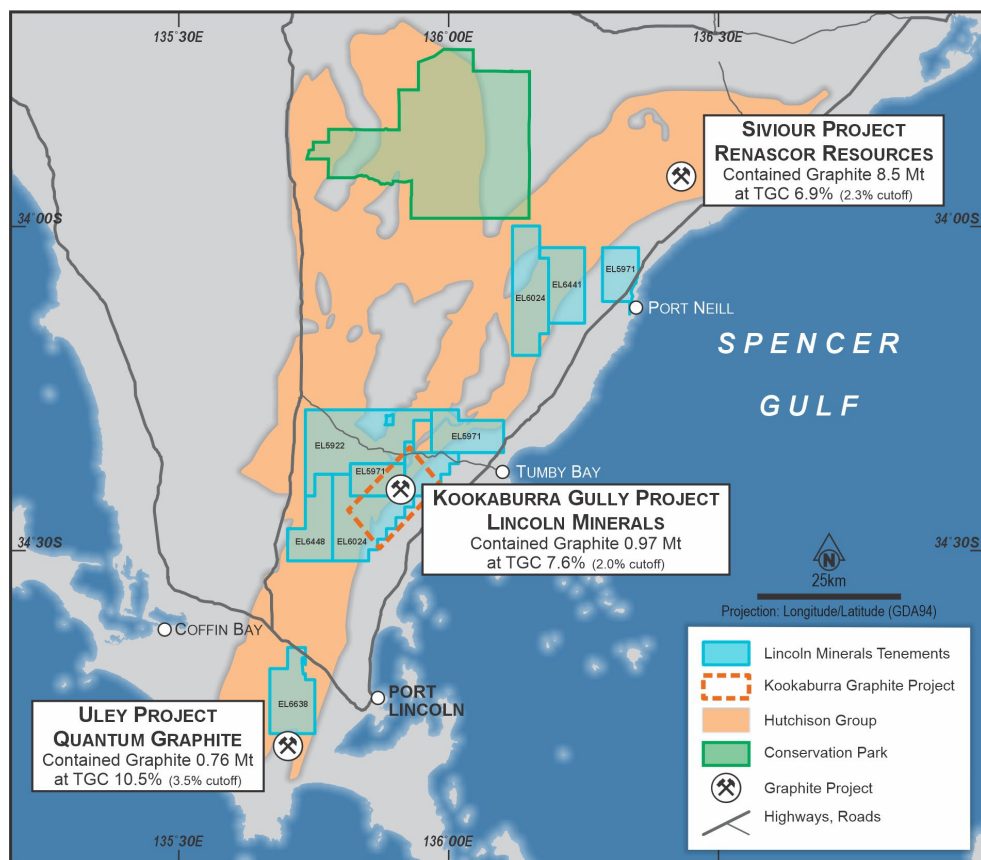 135°30E
136°00E
136°30E
SIVIOUR PROJECT
RENASCOR RESOURCES
Contained Graphite 8.5 Mt
at TGC 6.9% (2.3% cutoff)
34°00S
34°00S
EL6024
EL6441
EL5971
PORT NEILL
SPENCER
GULF
EL5922
EL5971
EL5971
TUMBY BAY
KOOKABURRA GULLY PROJECT
LINCOLN MINERALS
Contained Graphite 0.97 Mt
at TGC 7.6% (2.0% cutoff)
EL6448
EL6024
34°30S
34°30S
N
25km
Projection: Longitude/Latitude (GDA94)
COFFIN BAY
PORT
LINCOLN
EL6638
ULEY PROJECT
QUANTUM GRAPHITE
Contained Graphite 0.76 Mt
at TGC 10.5% (3.5% cutoff)
Lincoln Minerals Tenements
Kookaburra Graphite Project
Hutchison Group
Conservation Park
Graphite Project
Highways, Roads
135°30E
136°00E
136°30E